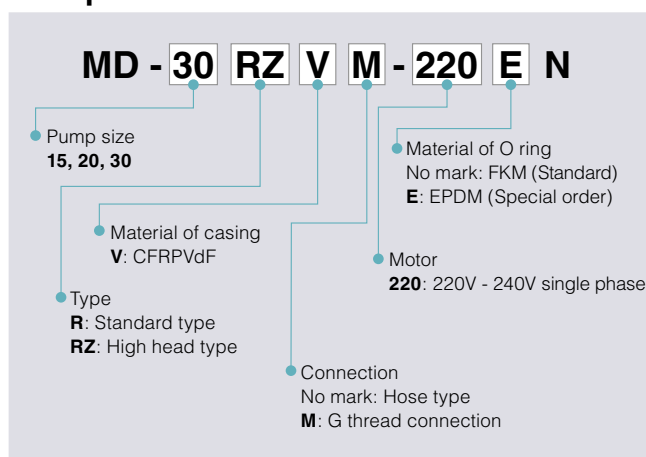 MD - 30 RZ V M - 220 E N
Pump size
15, 20, 30
Material of O ring
No mark: FKM (Standard)
E: EPDM (Special order)
Material of casing
V: CFRPVdF
Motor
220: 220V - 240V single phase
Type
R: Standard type
RZ: High head type
Connection
No mark: Hose type
M: G thread connection